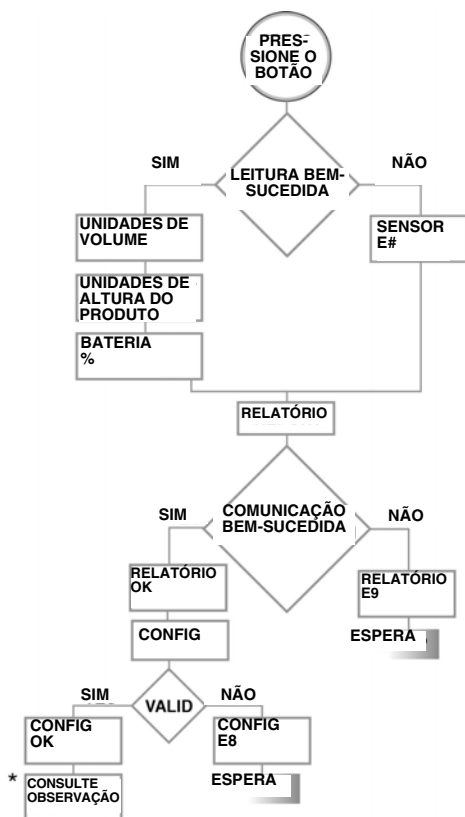 PRES-
SIONE O
BOTÃO
SIM
LEITURA BEM-
SUCEDIDA
NÃO
UNIDADES DE
VOLUME
SENSOR
E#
UNIDADES DE
ALTURA DO
PRODUTO
BATERIA
%
RELATÓRIO
SIM
COMUNICAÇÃO
BEM-SUCEDIDA
NÃO
RELATÓRIO
OK
RELATÓRIO
E9
CONFIG
ESPERA
SIM
VALID
NÃO
CONFIG
OK
CONFIG
E8
* CONSULTE
OBSERVAÇÃO
ESPERA